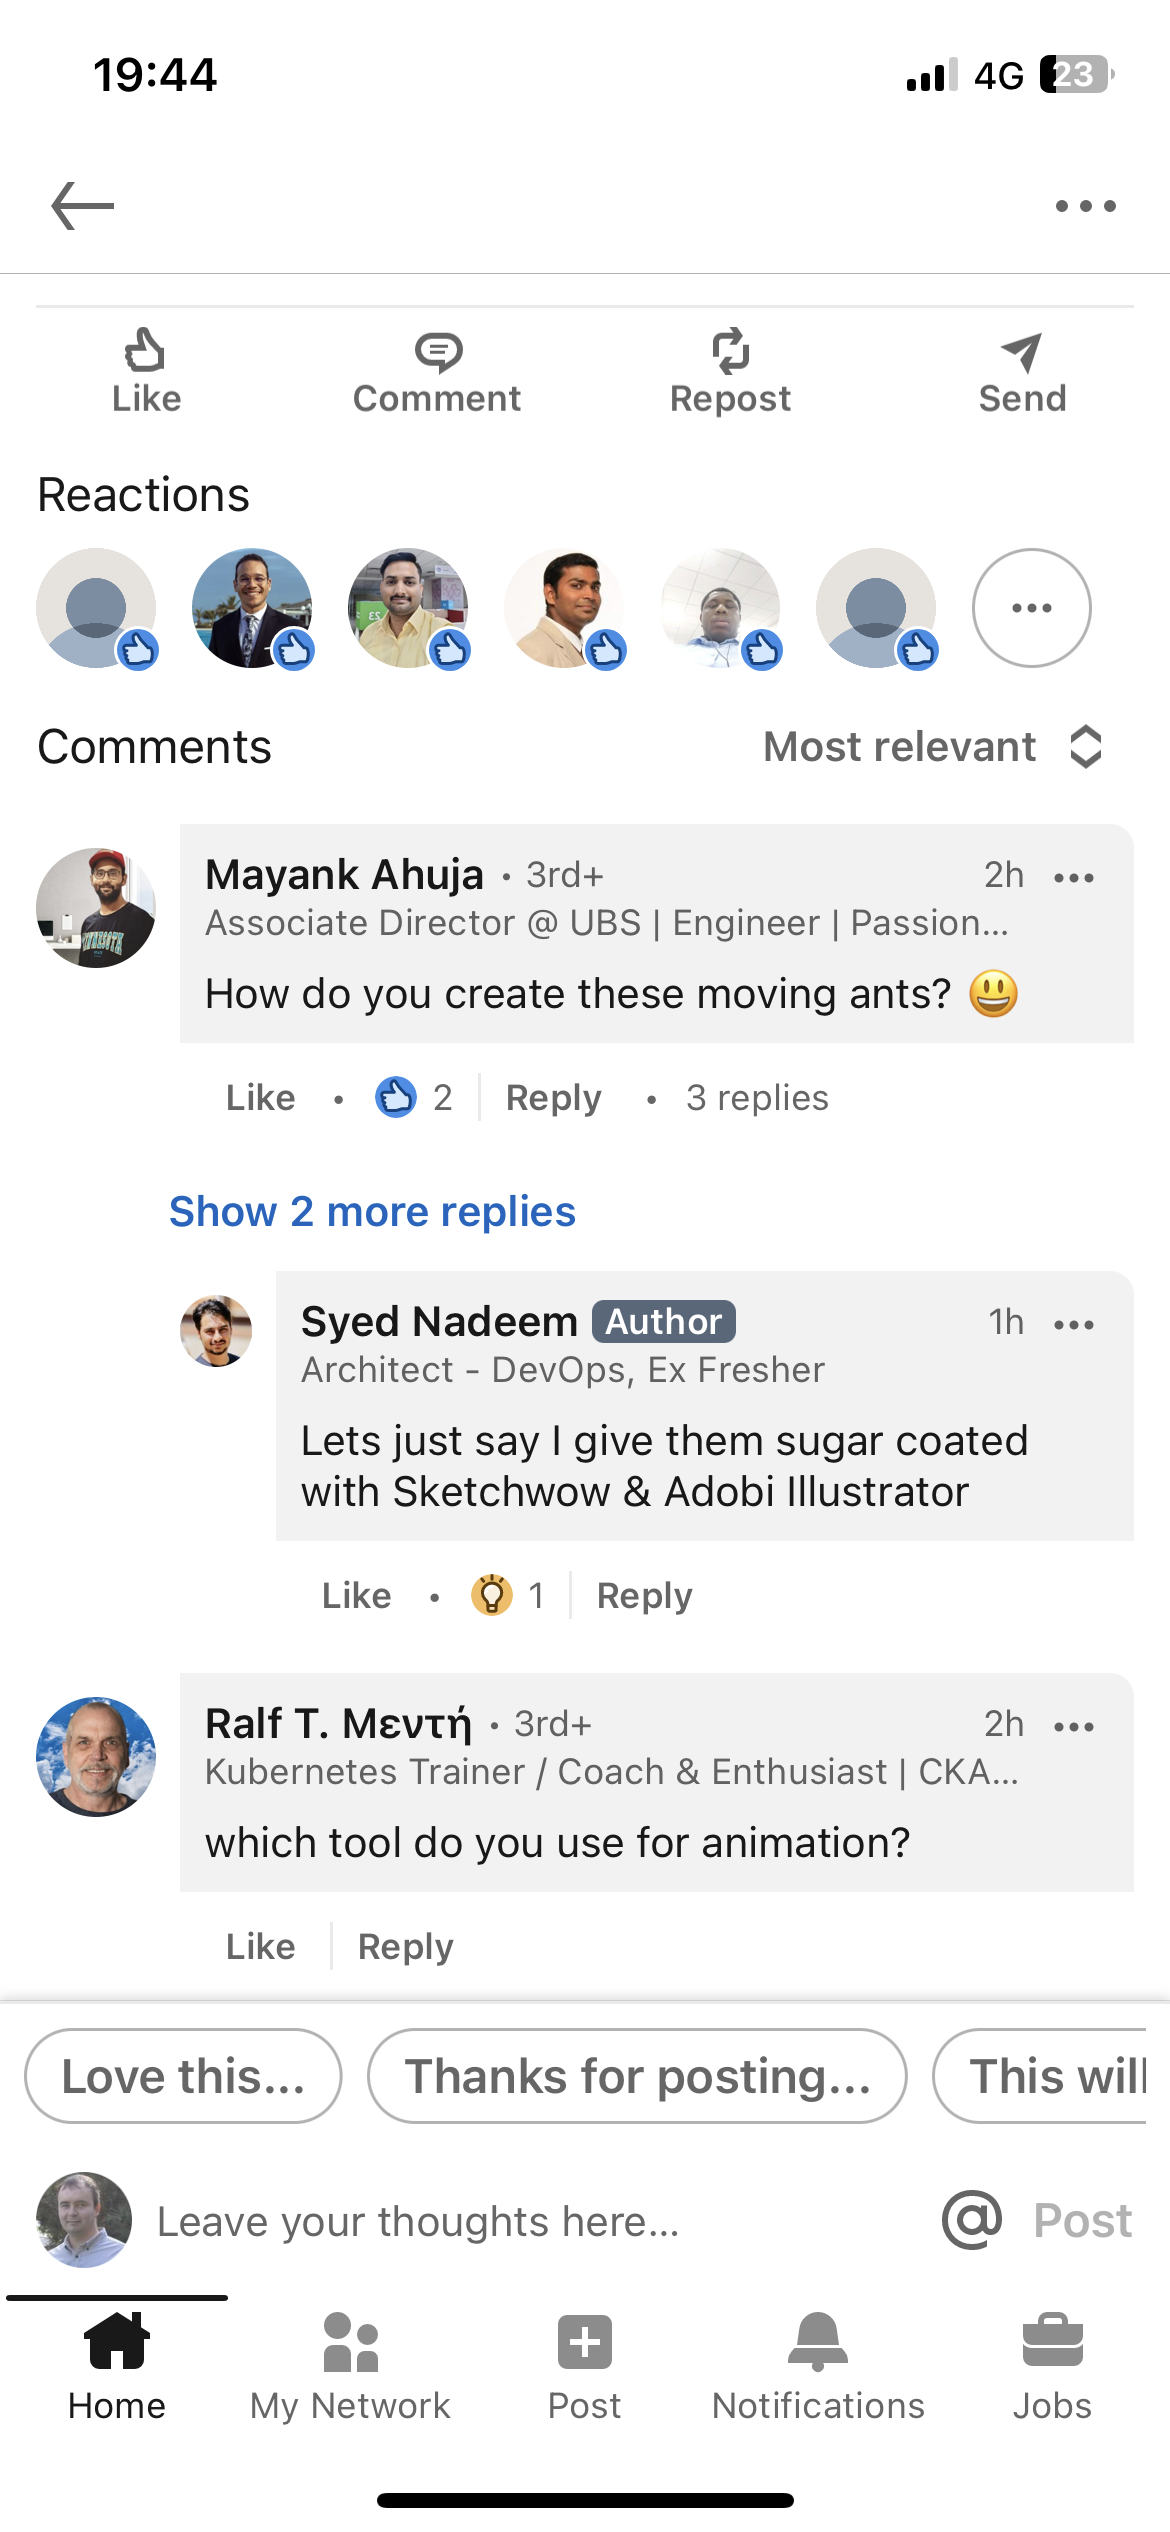 19:44
4G 23
Like Comment Repost Send
Reactions
Comments Most relevant
Mayank Ahuja • 3rd+ 2h
Associate Director @ UBS | Engineer | Passion...
How do you create these moving ants? 😃
Like • 2 Reply • 3 replies
Show 2 more replies
Syed Nadeem Author 1h
Architect - DevOps, Ex Fresher
Lets just say I give them sugar coated
with Sketchwow & Adobi Illustrator
Like • 1 Reply
Ralf T. Μεντή • 3rd+ 2h
Kubernetes Trainer / Coach & Enthusiast | CKA...
which tool do you use for animation?
Like Reply
Love this... Thanks for posting... This will
Leave your thoughts here... @ Post
Home My Network Post Notifications Jobs